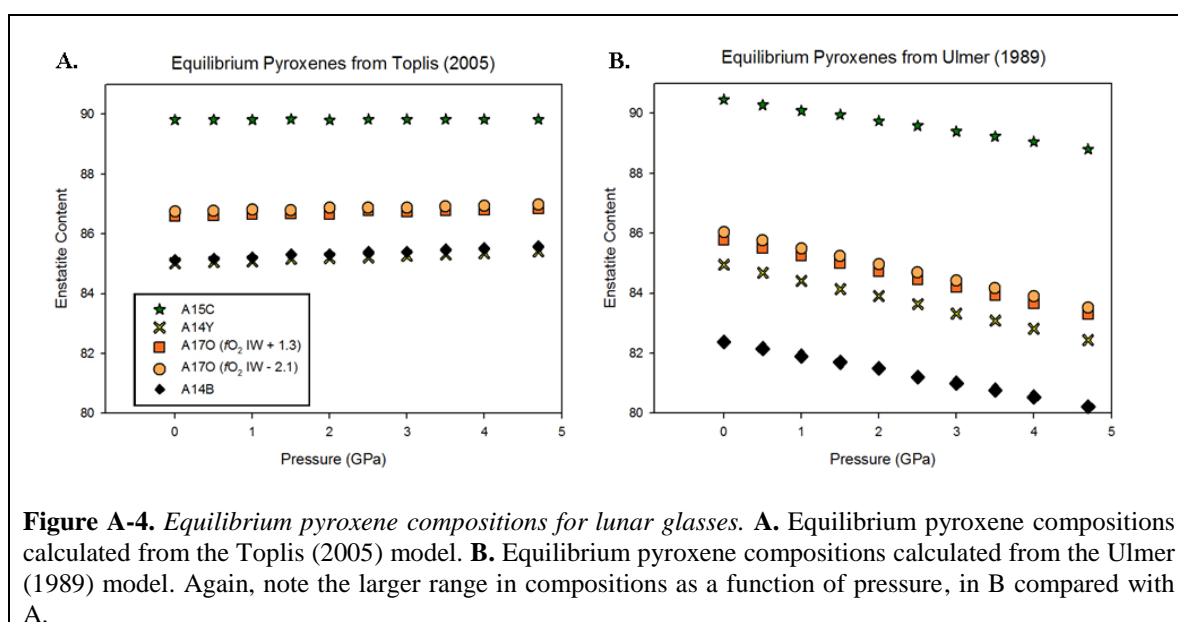 A.
Equilibrium Pyroxenes from Toplis (2005)
Enstatite Content
90
88
86
84
82
80
0 1 2 3 4 5
Pressure (GPa)
A15C
A14Y
A17O (fO₂ IW + 1.3)
A17O (fO₂ IW - 2.1)
A14B
B.
Equilibrium Pyroxenes from Ulmer (1989)
Enstatite Content
90
88
86
84
82
80
0 1 2 3 4 5
Pressure (GPa)
Figure A-4. Equilibrium pyroxene compositions for lunar glasses. A. Equilibrium pyroxene compositions
calculated from the Toplis (2005) model. B. Equilibrium pyroxene compositions calculated from the Ulmer
(1989) model. Again, note the larger range in compositions as a function of pressure, in B compared with
A.